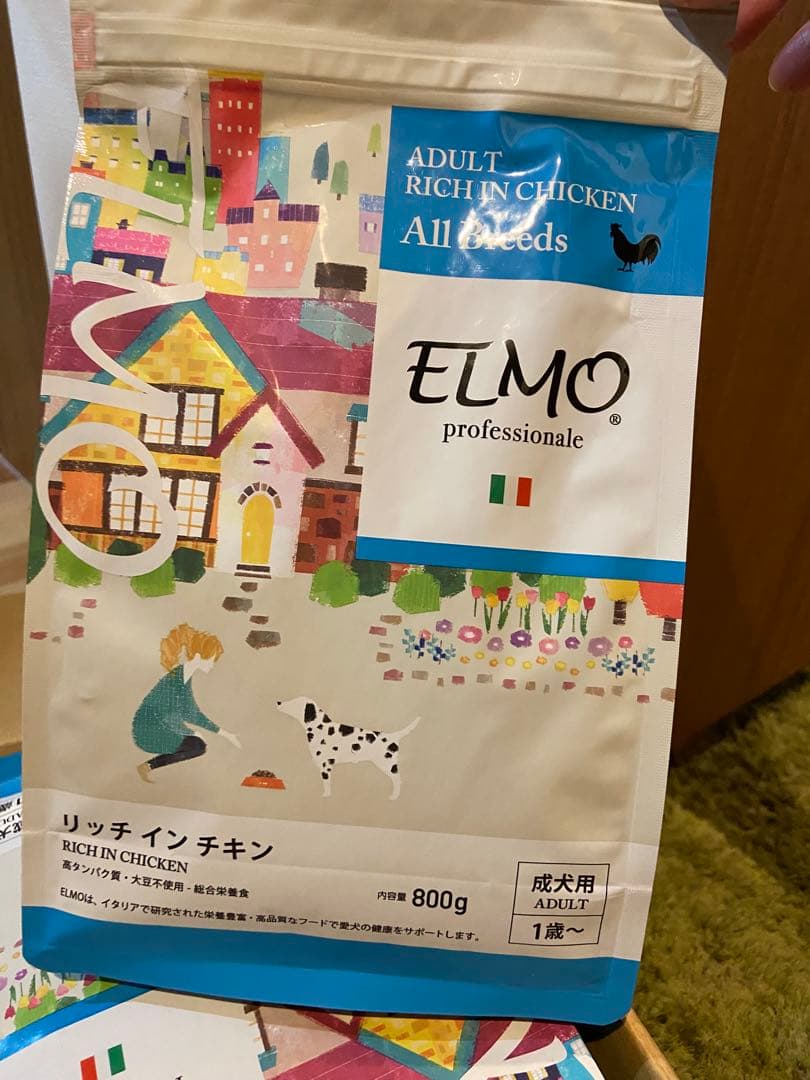 ADULT
RICH IN CHICKEN
All Breeds
ELMO®
professionale
elmo
リッチ イン チキン
RICH IN CHICKEN
高タンパク質・大豆不使用 - 総合栄養食
内容量 800g
ELMOは、イタリアで研究された栄養豊富・高品質なフードで愛犬の健康をサポートします。
成犬用
ADULT
1歳～